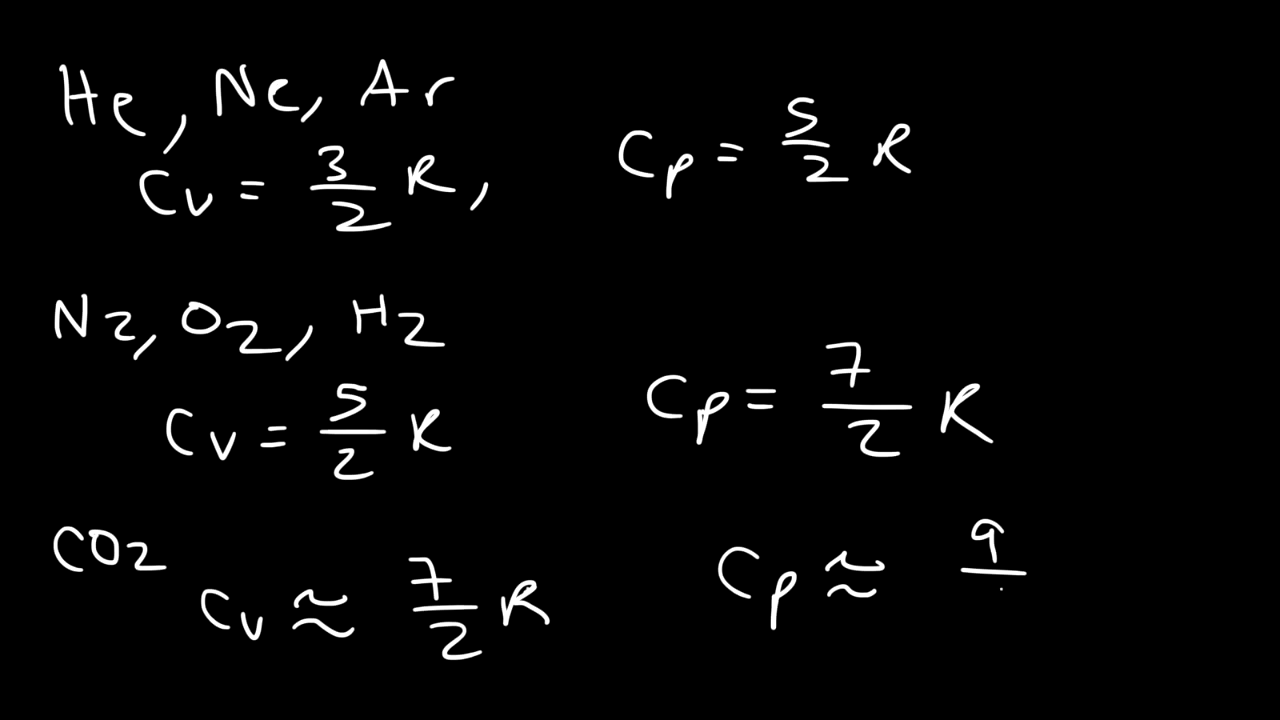 He, Ne, Ar
Cv = 3/2 R, Cp = 5/2 R
N2, O2, H2
Cv = 5/2 R Cp = 7/2 R
CO2
Cv ≈ 7/2 R Cp ≈ 9/